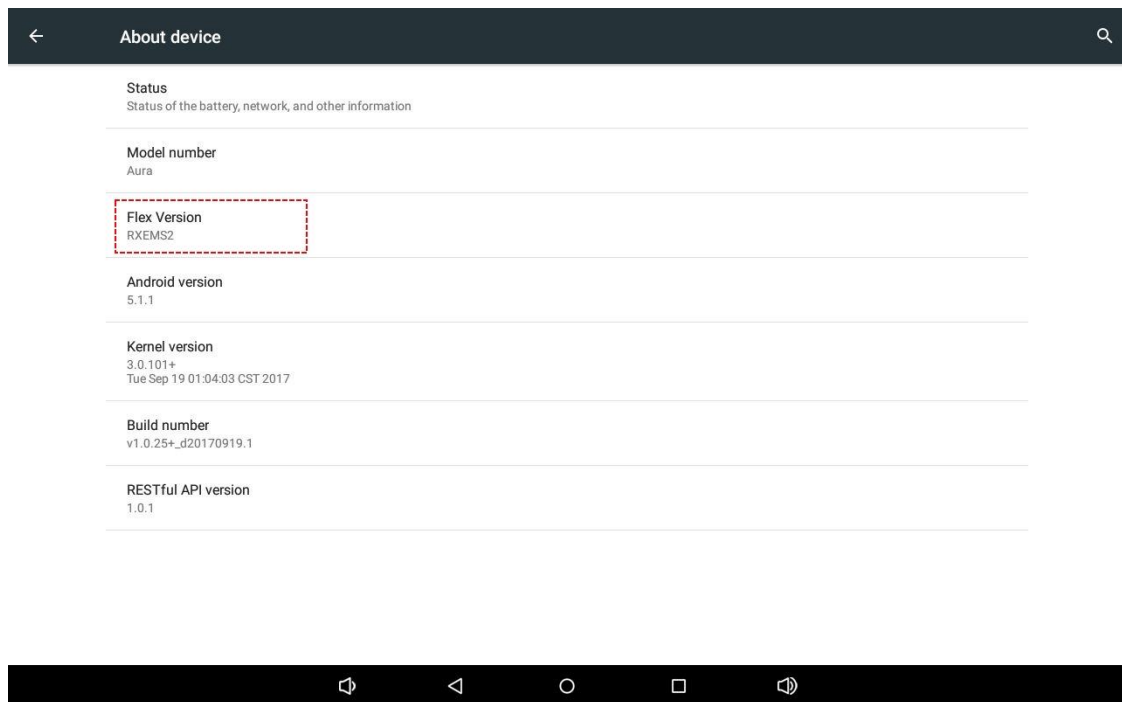 About device
Status
Status of the battery, network, and other information
Model number
Aura
Flex Version
RXEMS2
Android version
5.1.1
Kernel version
3.0.101+
Tue Sep 19 01:04:03 CST 2017
Build number
v1.0.25+_d20170919.1
RESTful API version
1.0.1